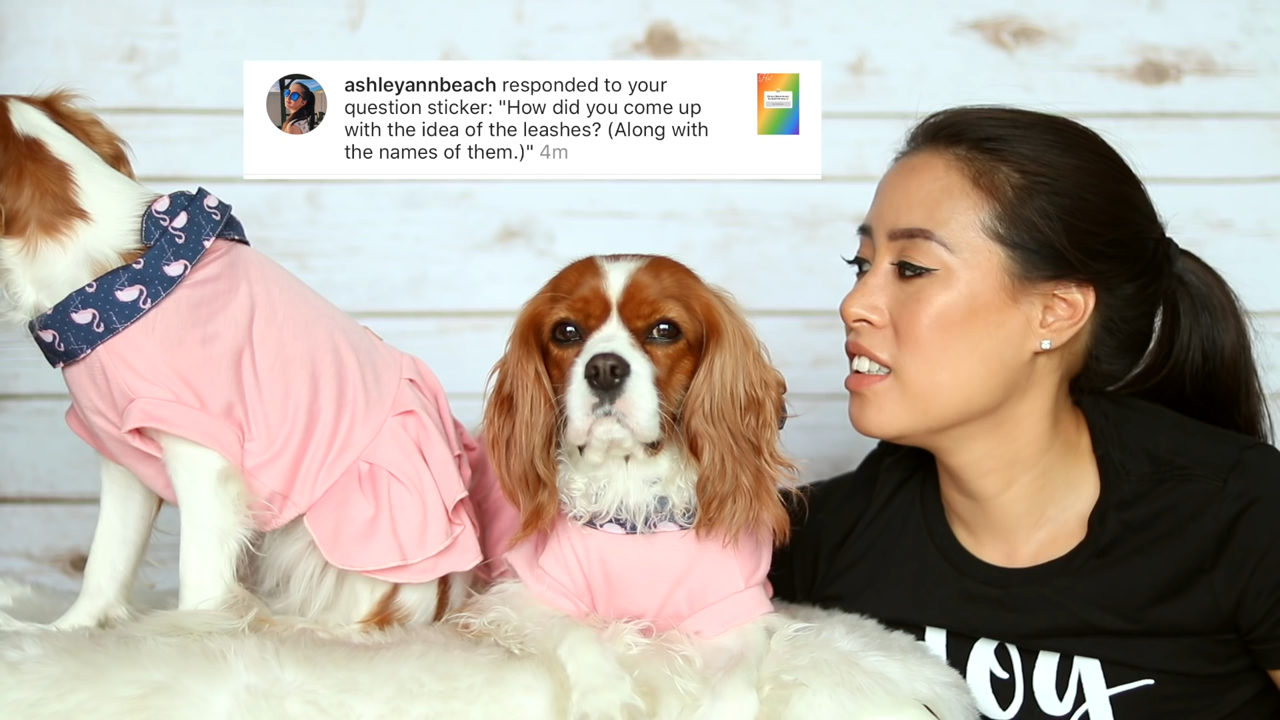 ashleyannbeach responded to your
question sticker: "How did you come up
with the idea of the leashes? (Along with
the names of them.)" 4m